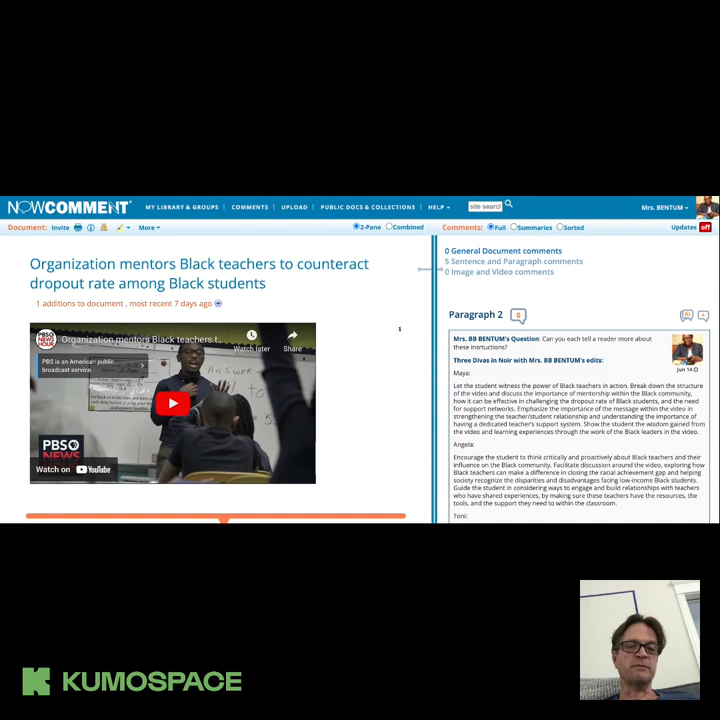 NOWCOMMENT®
MY LIBRARY & GROUPS | COMMENTS | UPLOAD | PUBLIC DOCS & COLLECTIONS | HELP
site search
Mrs. BENTUM
Document: Invite
More
2-Pane Combined
Comments: Full Summaries Sorted
Updates off
Organization mentors Black teachers to counteract
dropout rate among Black students
1 additions to document , most recent 7 days ago
1
PBS NEWS HOUR
Organization mentors Black teachers t...
Watch later
Share
PBS is an American public
broadcast service.
ANSWER
PBS NEWS
Watch on YouTube
0 General Document comments
5 Sentence and Paragraph comments
0 Image and Video comments
Paragraph 2 0
AI +
Mrs. BB BENTUM's Question: Can you each tell a reader more about
these insrtuctions?
Jun 14
Three Divas in Noir with Mrs. BB BENTUM's edits:
Maya:
Let the student witness the power of Black teachers in action. Break down the structure
of the video and discuss the importance of mentorship within the Black community,
how it can be effective in challenging the dropout rate of Black students, and the need
for support networks. Emphasize the importance of the message within the video in
strengthening the teacher/student relationship and understanding the importance of
having a dedicated teacher's support system. Show the student the wisdom gained from
the video and learning experiences through the work of the Black leaders in the video.
Angela:
Encourage the student to think critically and proactively about Black teachers and their
influence on the Black community. Facilitate discussion around the video, exploring how
Black teachers can make a difference in closing the racial achievement gap and helping
society recognize the disparities and disadvantages facing low-income Black students.
Guide the student in considering ways to engage and build relationships with teachers
who have shared experiences, by making sure these teachers have the resources, the
tools, and the support they need to within the classroom.
Toni:
KUMOSPACE